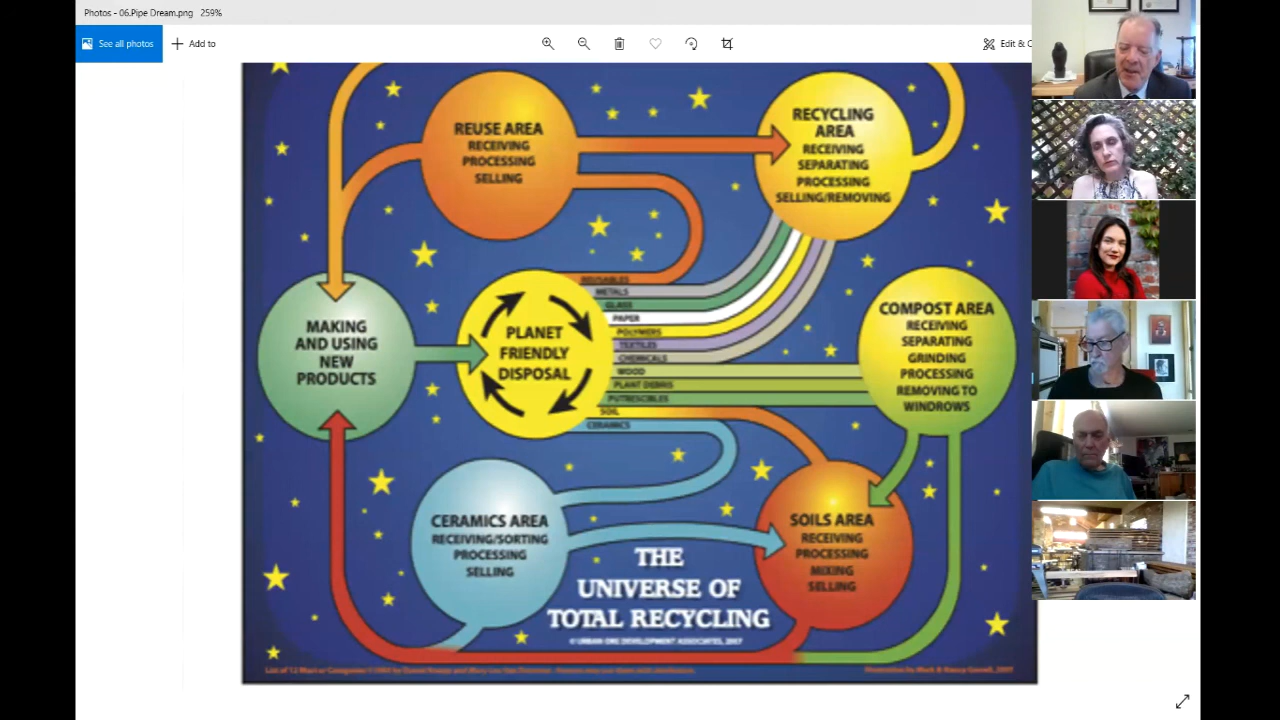 Photos - 06.Pipe Dream.png 259%
See all photos
Add to
Edit & C
REUSE AREA
RECEIVING
PROCESSING
SELLING
RECYCLING
AREA
RECEIVING
SEPARATING
PROCESSING
SELLING/REMOVING
MAKING
AND USING
NEW
PRODUCTS
PLANET
FRIENDLY
DISPOSAL
REUSABLES
METALS
GLASS
PAPER
POLYMERS
TEXTILES
CHEMICALS
WOOD
PLANT DEBRIS
PUTRESCIBLES
SOIL
CERAMICS
COMPOST AREA
RECEIVING
SEPARATING
GRINDING
PROCESSING
REMOVING TO
WINDROWS
CERAMICS AREA
RECEIVING/SORTING
PROCESSING
SELLING
SOILS AREA
RECEIVING
PROCESSING
MIXING
SELLING
THE
UNIVERSE OF
TOTAL RECYCLING
© URBAN ORE DEVELOPMENT ASSOCIATES, 2007